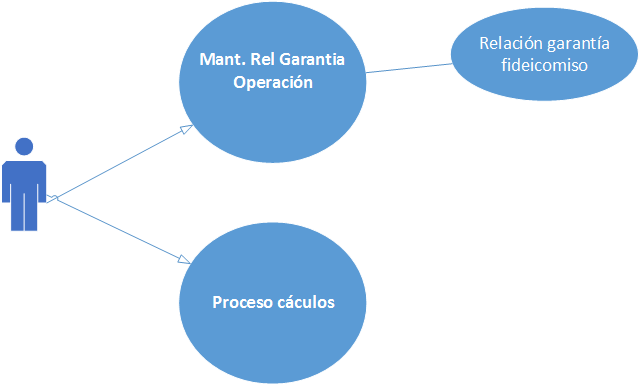 Mant. Rel Garantia
Operación
Relación garantía
fideicomiso
Proceso cáculos